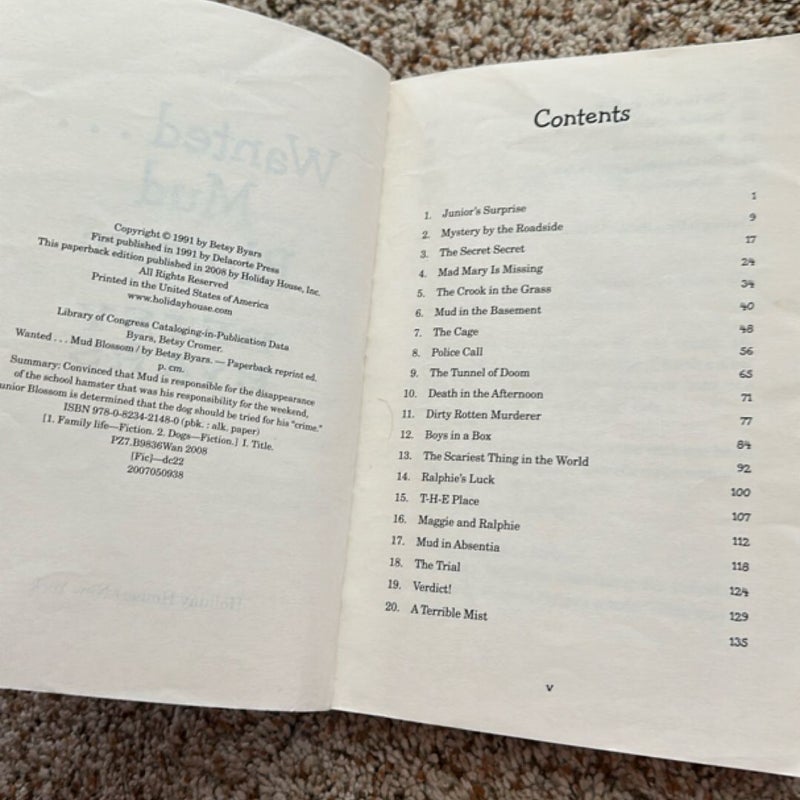 Copyright © 1991 by Betsy Byars
First published in 1991 by Delacorte Press
This paperback edition published in 2008 by Holiday House, Inc.
All Rights Reserved
Printed in the United States of America
www.holidayhouse.com
Library of Congress Cataloging-in-Publication Data
Byars, Betsy Cromer.
Wanted . . . Mud Blossom / by Betsy Byars. — Paperback reprint ed.
p. cm.
Summary: Convinced that Mud is responsible for the disappearance
of the school hamster that was his responsibility for the weekend,
unior Blossom is determined that the dog should be tried for his "crime."
ISBN 978-0-8234-2148-0 (pbk. : alk. paper)
[1. Family life—Fiction. 2. Dogs—Fiction.] I. Title.
PZ7.B9836Wan 2008
[Fic]—dc22
2007050938
Contents
1. Junior's Surprise 1
2. Mystery by the Roadside 9
3. The Secret Secret 17
4. Mad Mary Is Missing 24
5. The Crook in the Grass 34
6. Mud in the Basement 40
7. The Cage 48
8. Police Call 56
9. The Tunnel of Doom 65
10. Death in the Afternoon 71
11. Dirty Rotten Murderer 77
12. Boys in a Box 84
13. The Scariest Thing in the World 92
14. Ralphie's Luck 100
15. T-H-E Place 107
16. Maggie and Ralphie 112
17. Mud in Absentia 118
18. The Trial 124
19. Verdict! 129
20. A Terrible Mist 135
v